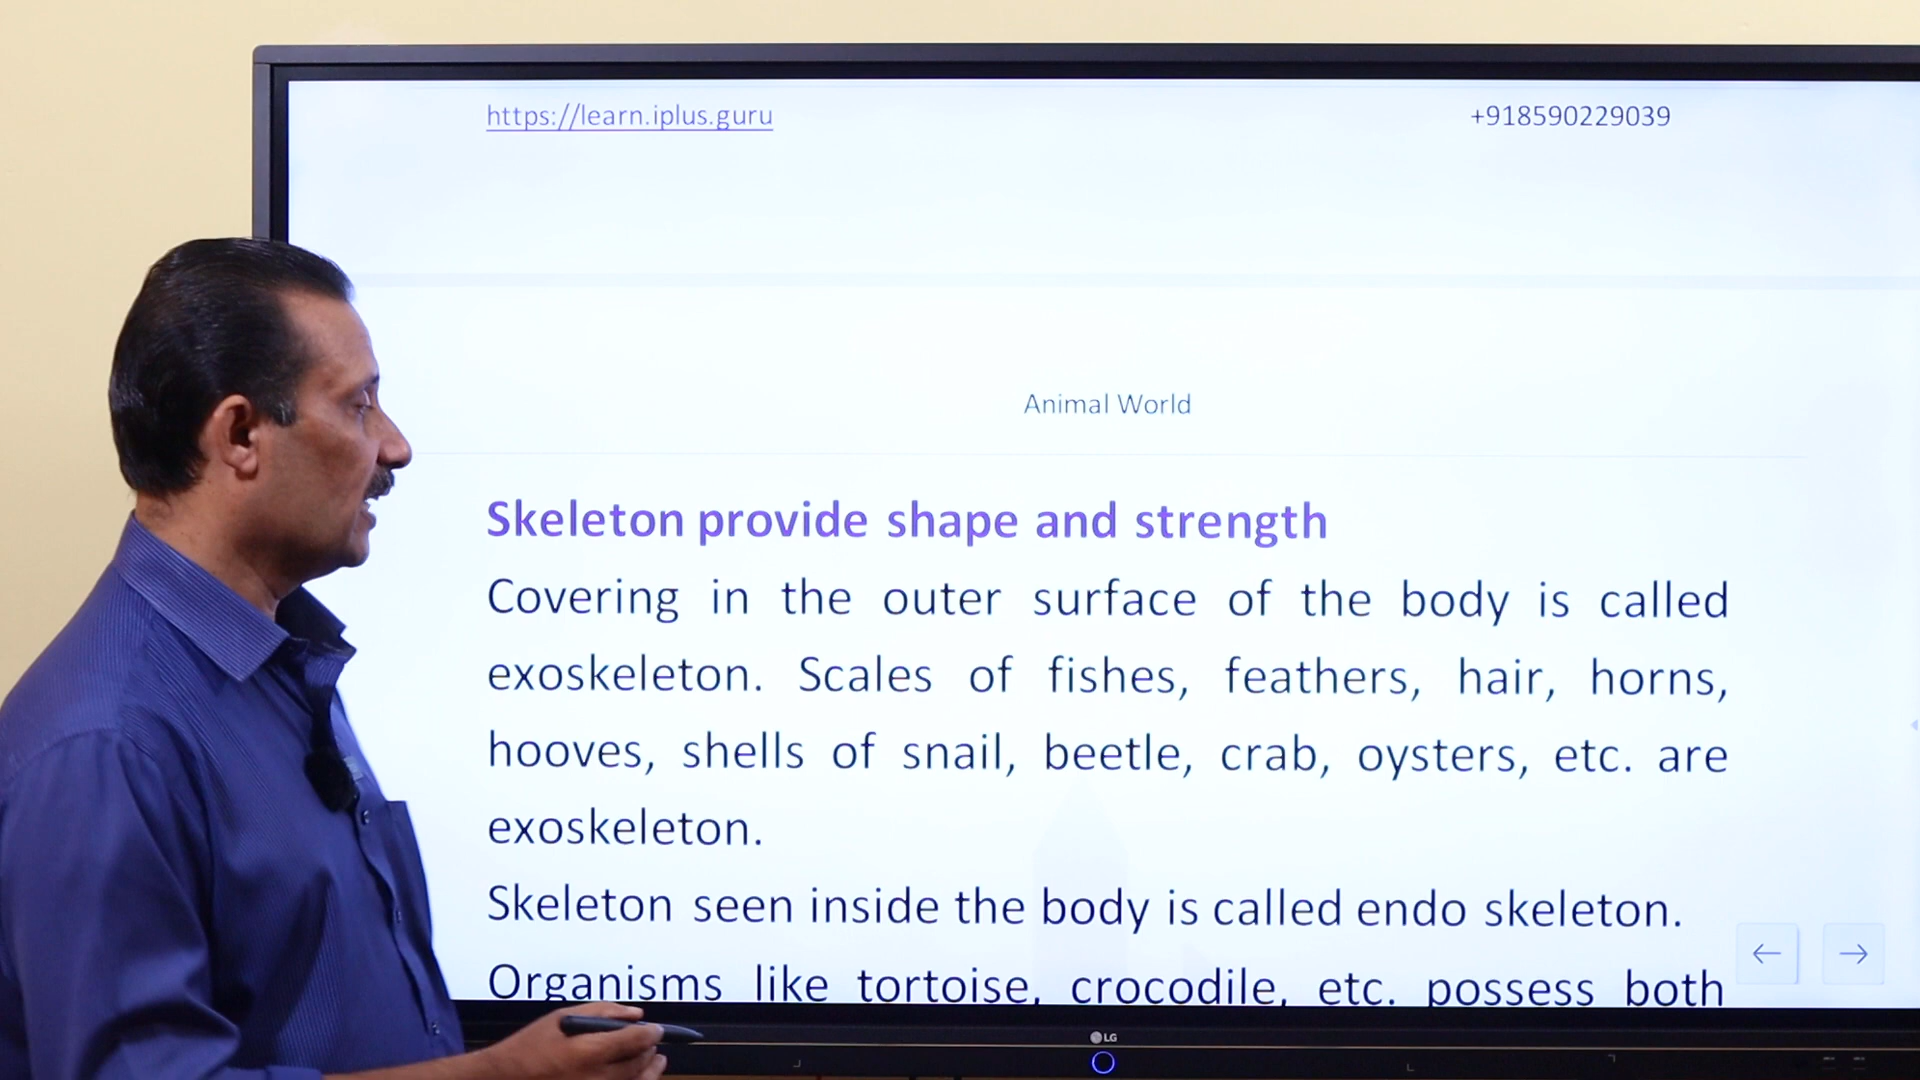 https://learn.iplus.guru
+918590229039
Animal World
Skeleton provide shape and strength
Covering in the outer surface of the body is called
exoskeleton. Scales of fishes, feathers, hair, horns,
hooves, shells of snail, beetle, crab, oysters, etc. are
exoskeleton.
Skeleton seen inside the body is called endo skeleton.
Organisms like tortoise, crocodile, etc. possess both
LG